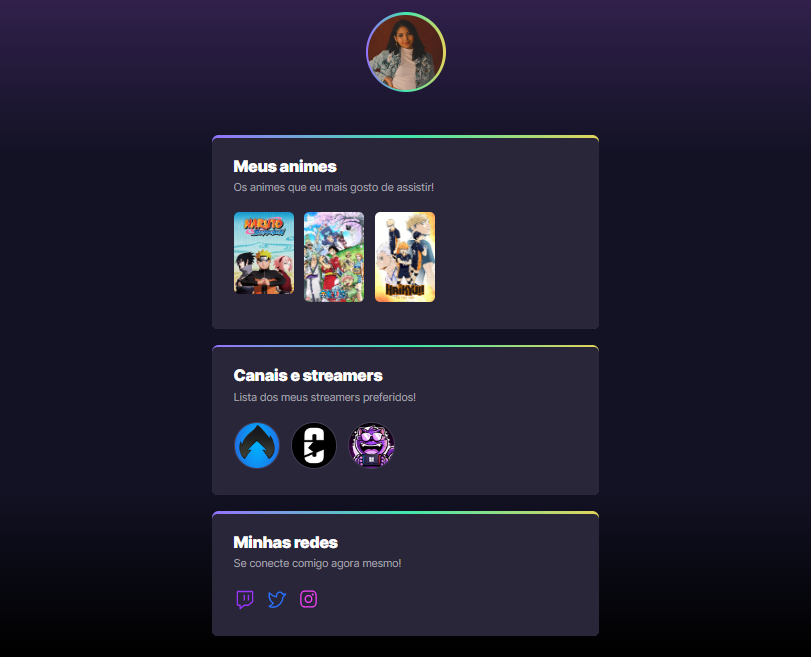 Meus animes
Os animes que eu mais gosto de assistir!
NARUTO
HAIKYU!!
Canais e streamers
Lista dos meus streamers preferidos!
Minhas redes
Se conecte comigo agora mesmo!